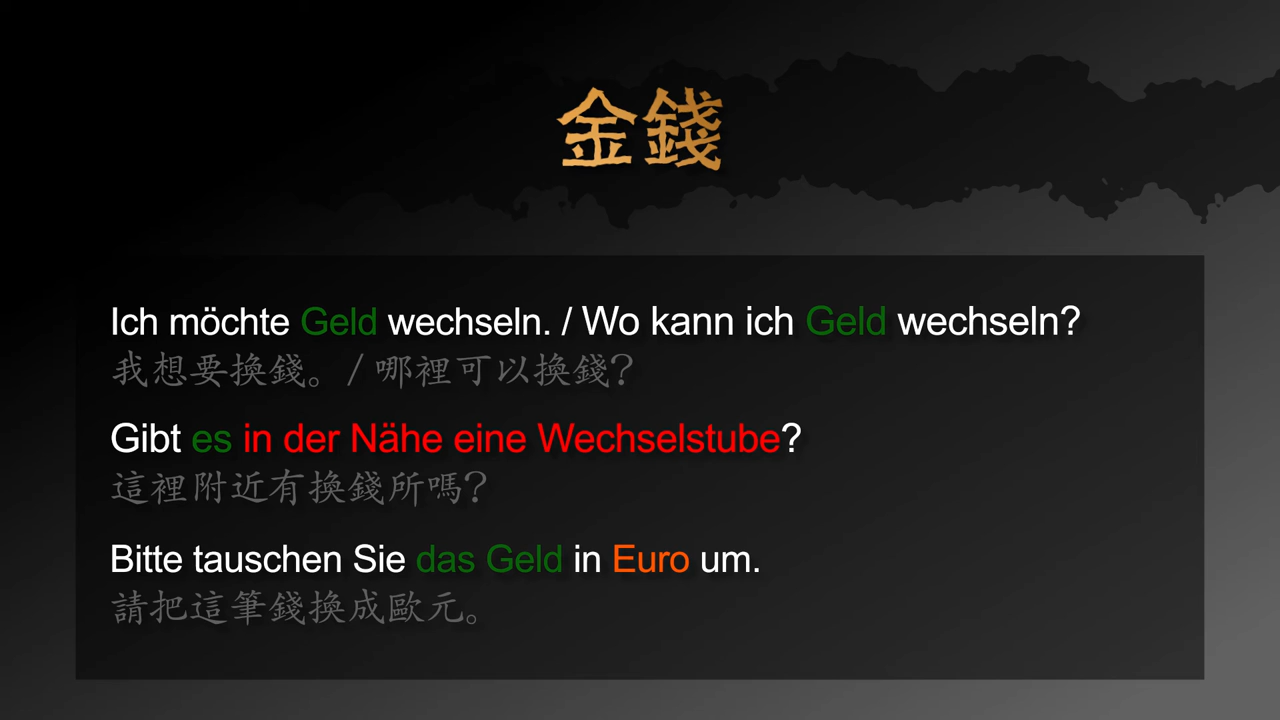 金錢
Ich möchte Geld wechseln. / Wo kann ich Geld wechseln?
我想要換錢。/ 哪裡可以換錢？
Gibt es in der Nähe eine Wechselstube?
這裡附近有換錢所嗎？
Bitte tauschen Sie das Geld in Euro um.
請把這筆錢換成歐元。